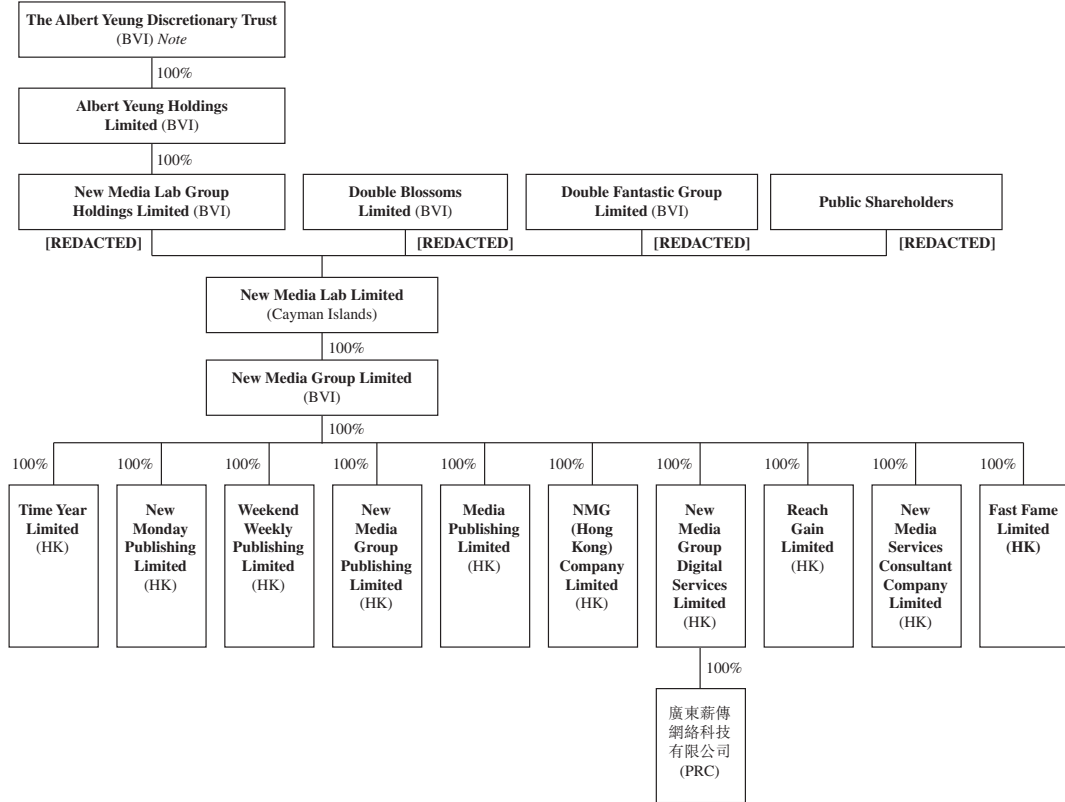 The Albert Yeung Discretionary Trust
(BVI) Note
100%
Albert Yeung Holdings
Limited (BVI)
100%
New Media Lab Group
Holdings Limited (BVI)
Double Blossoms
Limited (BVI)
Double Fantastic Group
Limited (BVI)
Public Shareholders
[REDACTED]
[REDACTED]
[REDACTED]
[REDACTED]
New Media Lab Limited
(Cayman Islands)
100%
New Media Group Limited
(BVI)
100%
100%
100%
100%
100%
100%
100%
100%
100%
100%
100%
Time Year
Limited
(HK)
New
Monday
Publishing
Limited
(HK)
Weekend
Weekly
Publishing
Limited
(HK)
New
Media
Group
Publishing
Limited
(HK)
Media
Publishing
Limited
(HK)
NMG
(Hong
Kong)
Company
Limited
(HK)
New
Media
Group
Digital
Services
Limited
(HK)
Reach
Gain
Limited
(HK)
New
Media
Services
Consultant
Company
Limited
(HK)
Fast Fame
Limited
(HK)
100%
廣東薪傳
網絡科技
有限公司
(PRC)